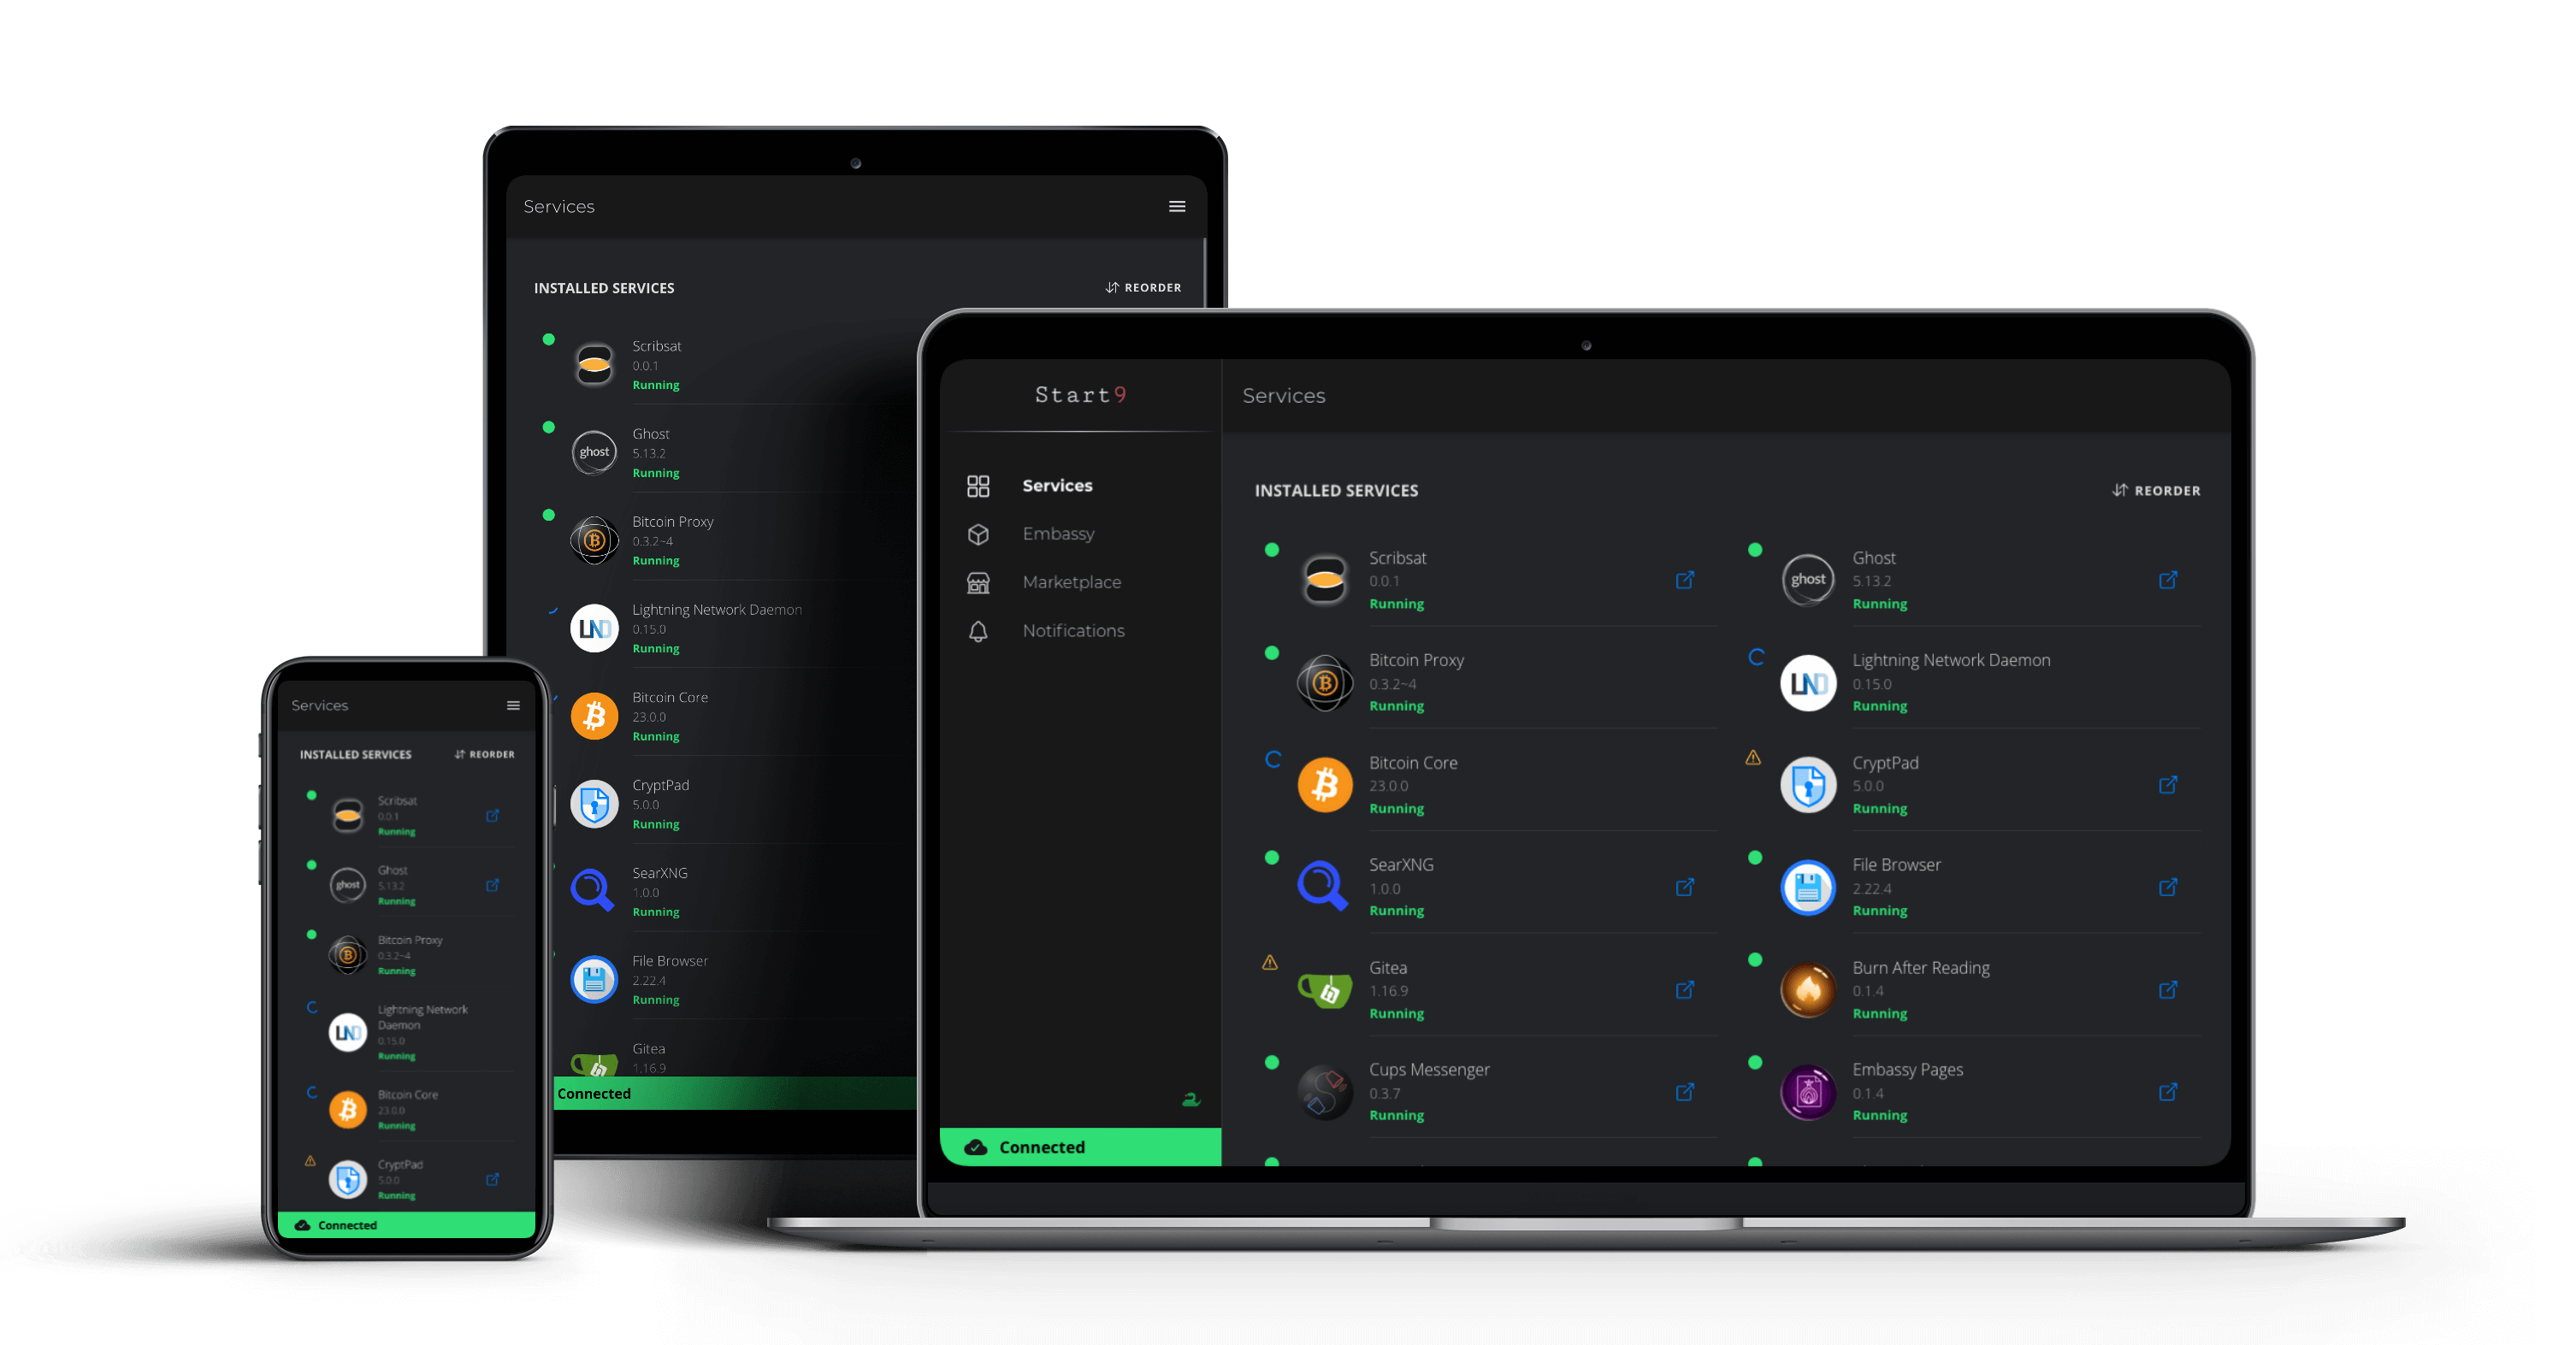 Services
INSTALLED SERVICES
REORDER
Scribsat
0.0.1
Running
ghost
Ghost
5.13.2
Running
Bitcoin Proxy
0.3.2~4
Running
LND
Lightning Network Daemon
0.15.0
Running
Bitcoin Core
23.0.0
Running
CryptPad
5.0.0
Running
SearXNG
1.0.0
Running
File Browser
2.22.4
Running
Gitea
1.16.9
Connected
Services
INSTALLED SERVICES
REORDER
Scribsat
0.0.1
Running
ghost
Ghost
5.13.2
Running
Bitcoin Proxy
0.3.2~4
Running
LND
Lightning Network
Daemon
0.15.0
Running
Bitcoin Core
23.0.0
Running
CryptPad
5.0.0
Running
Connected
Start9
Services
Embassy
Marketplace
Notifications
Connected
Services
INSTALLED SERVICES
REORDER
Scribsat
0.0.1
Running
ghost
Ghost
5.13.2
Running
Bitcoin Proxy
0.3.2~4
Running
LND
Lightning Network Daemon
0.15.0
Running
Bitcoin Core
23.0.0
Running
CryptPad
5.0.0
Running
SearXNG
1.0.0
Running
File Browser
2.22.4
Running
Gitea
1.16.9
Running
Burn After Reading
0.1.4
Running
Cups Messenger
0.3.7
Running
Embassy Pages
0.1.4
Running